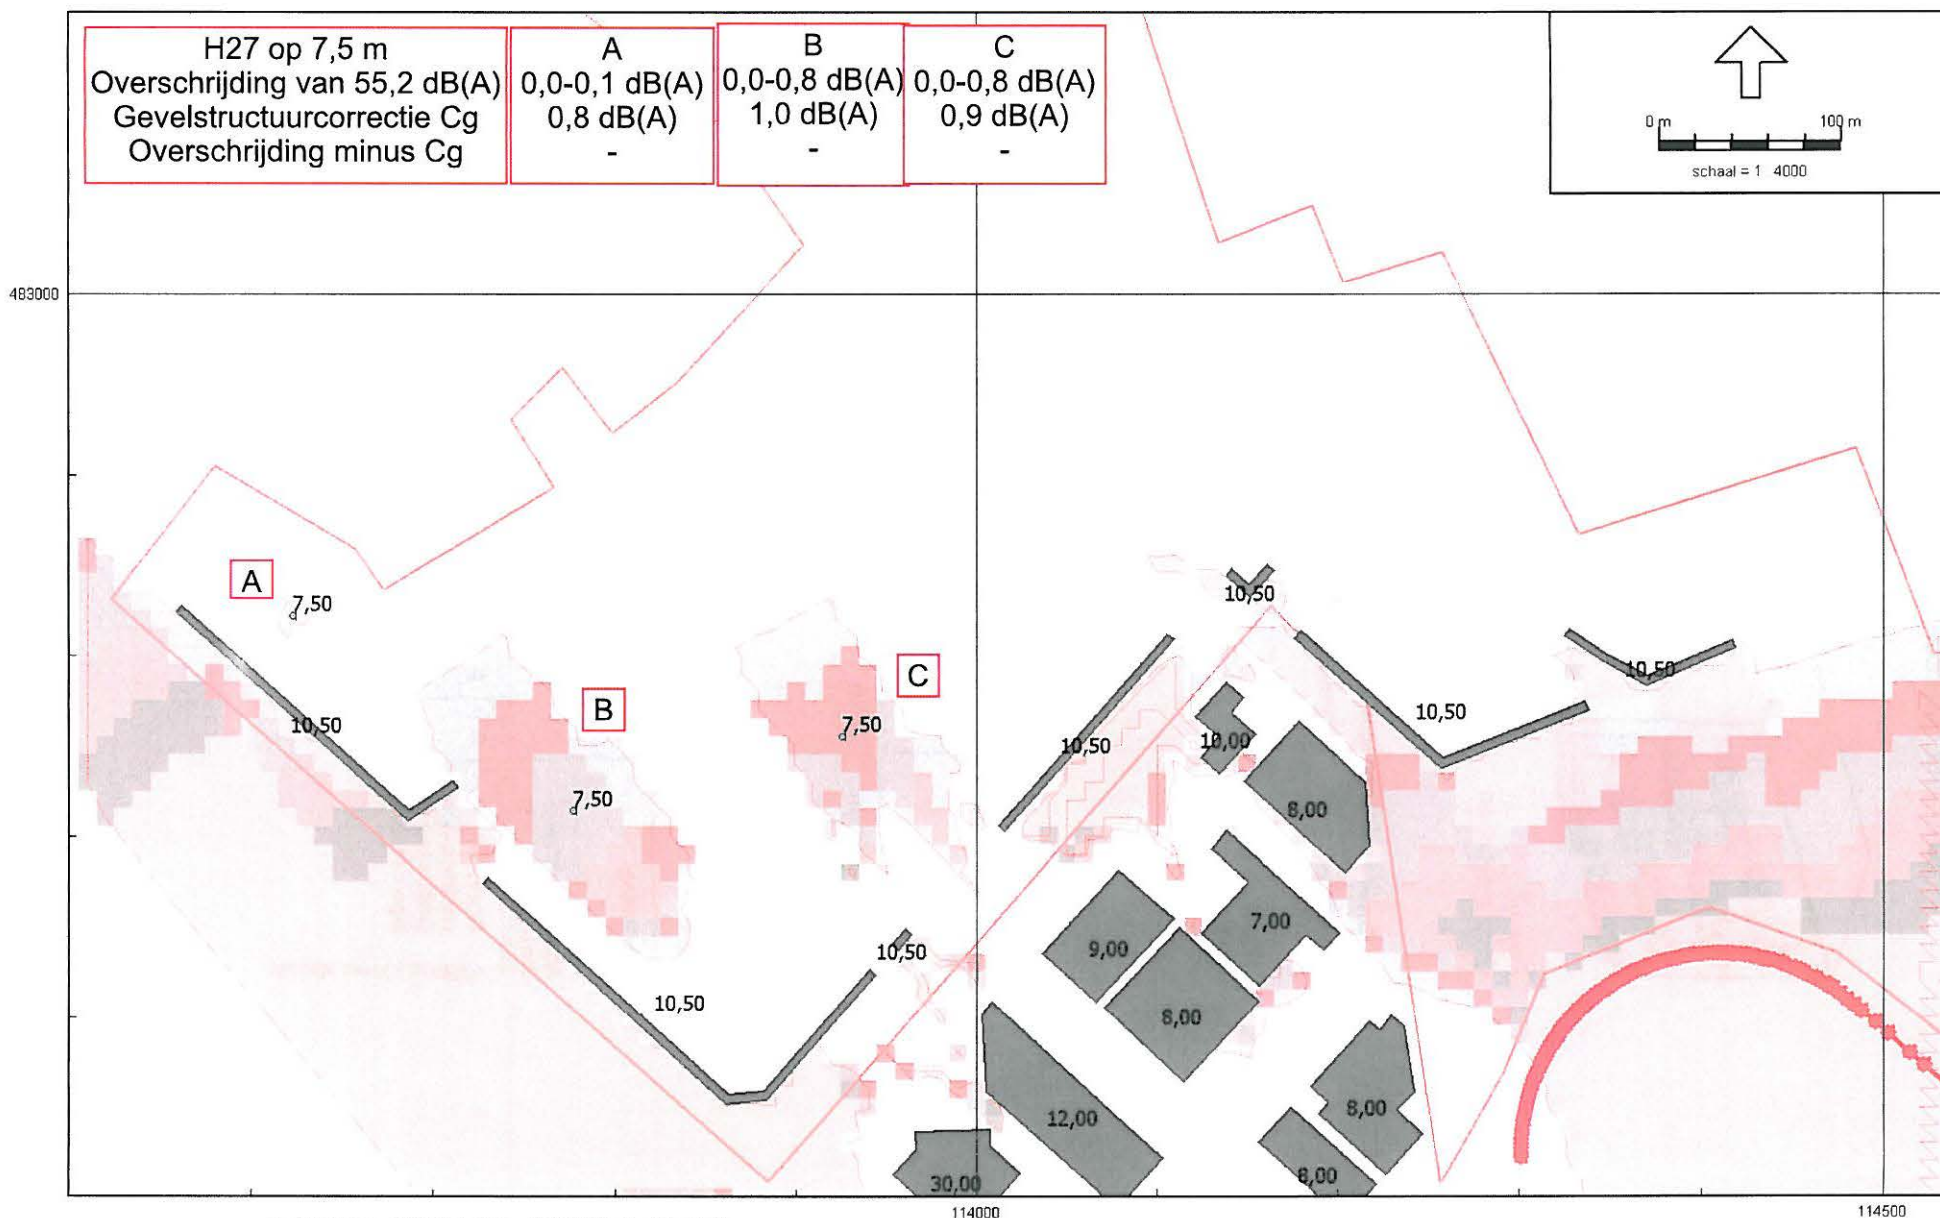 H27 op 7,5 m
Overschrijding van 55,2 dB(A)
Gevelstructuurcorrectie Cg
Overschrijding minus Cg
A
0,0-0,1 dB(A)
0,8 dB(A)
-
B
0,0-0,8 dB(A)
1,0 dB(A)
-
C
0,0-0,8 dB(A)
0,9 dB(A)
-
0 m
100 m
schaal = 1 4000
483000
A
7,50
10,50
C
B
7,50
10,50
7,50
10,50
10,50
10,50
10,50
10,00
8,00
7,00
9,00
8,00
10,50
10,50
12,00
8,00
30,00
8,00
114000
114500